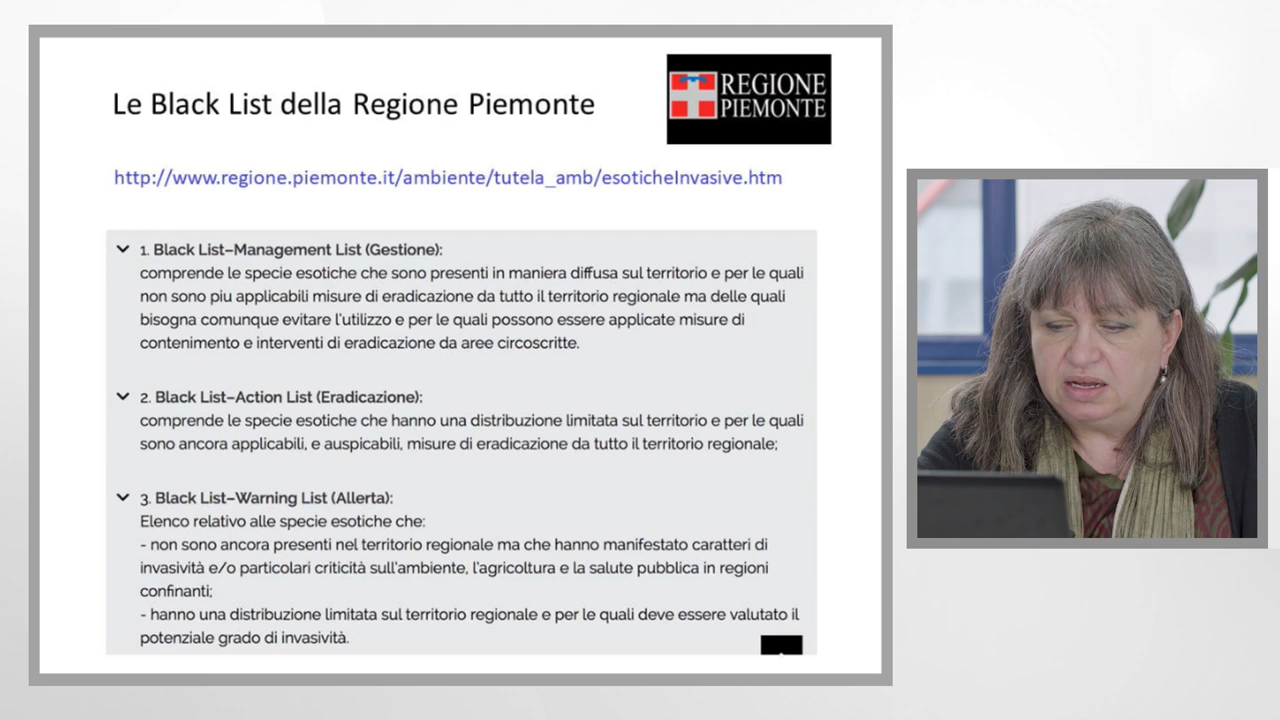 Le Black List della Regione Piemonte
REGIONE
PIEMONTE
http://www.regione.piemonte.it/ambiente/tutela_amb/esoticheInvasive.htm
1. Black List–Management List (Gestione):
comprende le specie esotiche che sono presenti in maniera diffusa sul territorio e per le quali
non sono piu applicabili misure di eradicazione da tutto il territorio regionale ma delle quali
bisogna comunque evitare l'utilizzo e per le quali possono essere applicate misure di
contenimento e interventi di eradicazione da aree circoscritte.
2. Black List–Action List (Eradicazione):
comprende le specie esotiche che hanno una distribuzione limitata sul territorio e per le quali
sono ancora applicabili, e auspicabili, misure di eradicazione da tutto il territorio regionale;
3. Black List–Warning List (Allerta):
Elenco relativo alle specie esotiche che:
- non sono ancora presenti nel territorio regionale ma che hanno manifestato caratteri di
invasività e/o particolari criticità sull'ambiente, l'agricoltura e la salute pubblica in regioni
confinanti;
- hanno una distribuzione limitata sul territorio regionale e per le quali deve essere valutato il
potenziale grado di invasività.